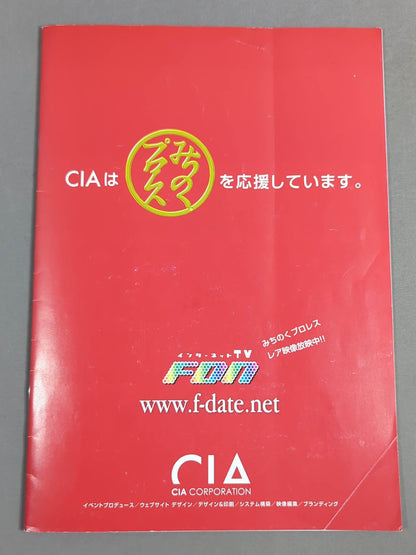 CIAは みちのくプロレス を応援しています。
みちのくプロレス
レア映像放映中!!
インターネットTV
FDN
www.f-date.net
CIA
CIA CORPORATION
イベントプロデュース／ウェブサイト デザイン／デザイン&印刷／システム構築／映像編集／ブランディング